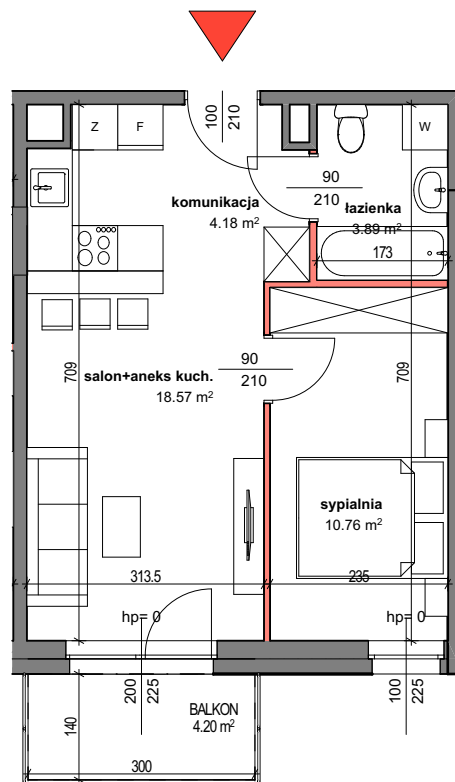 Z
F
W
100
210
90
210
komunikacja
4.18 m²
łazienka
3.89 m²
173
709
709
90
210
salon+aneks kuch.
18.57 m²
sypialnia
10.76 m²
313.5
235
hp= 0
hp= 0
200
225
100
225
BALKON
4.20 m²
140
300